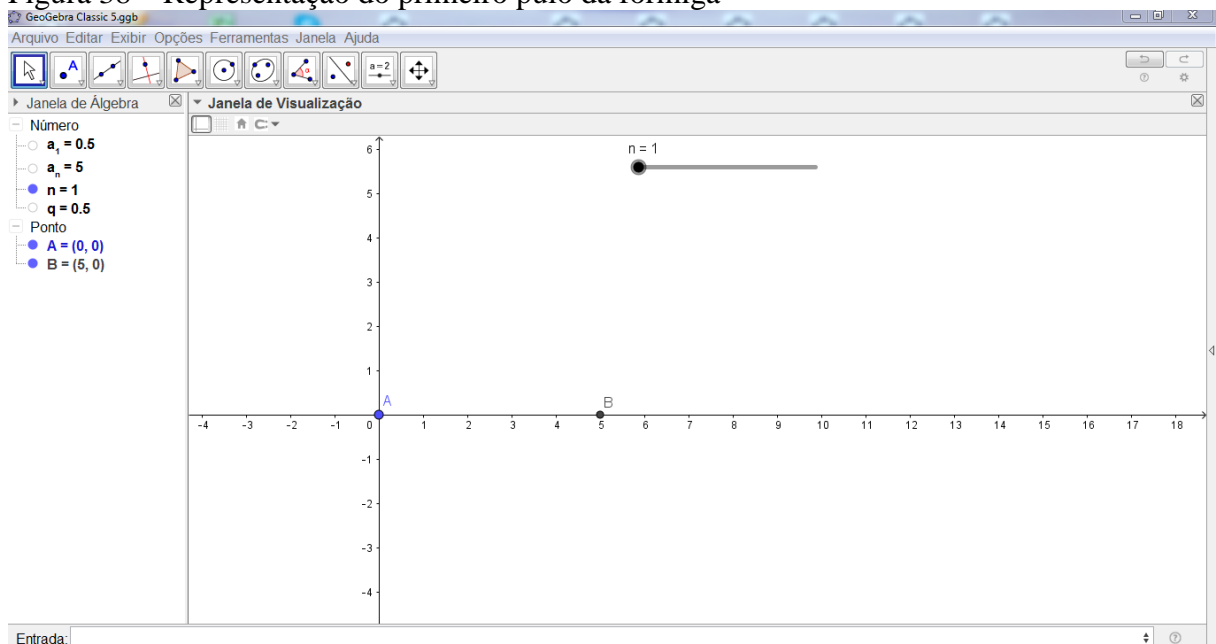 Figura 38 – Representação do primeiro pulo da formiga
GeoGebra Classic 5.ggb
Arquivo Editar Exibir Opções Ferramentas Janela Ajuda
A
α
a = 2
Janela de Álgebra
Janela de Visualização
Número
a₁ = 0.5
aₙ = 5
n = 1
q = 0.5
Ponto
A = (0, 0)
B = (5, 0)
n = 1
6
5
4
3
2
1
A
B
-4 -3 -2 -1 0 1 2 3 4 5 6 7 8 9 10 11 12 13 14 15 16 17 18
-1
-2
-3
-4
Entrada: